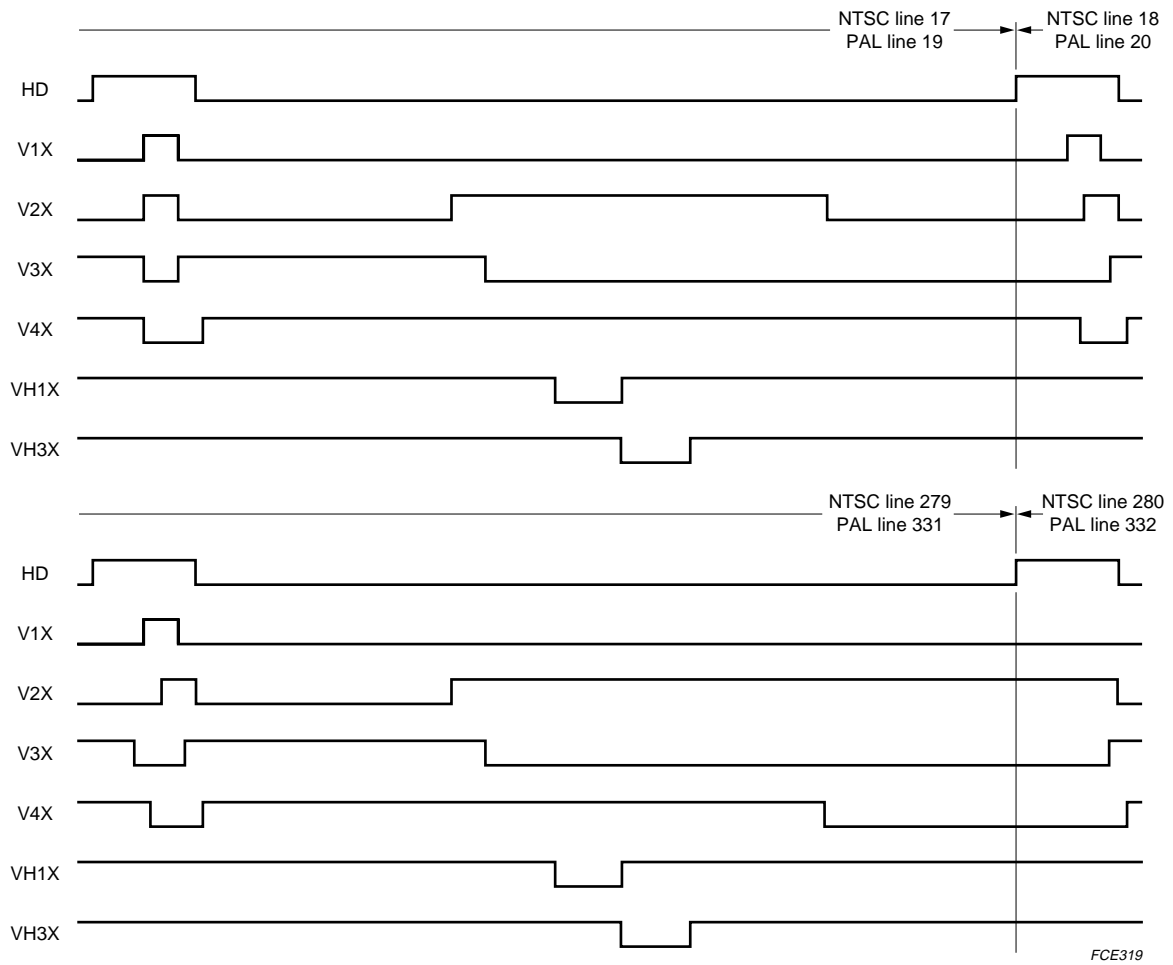 NTSC line 17 NTSC line 18
PAL line 19 PAL line 20
HD
V1X
V2X
V3X
V4X
VH1X
VH3X
NTSC line 279 NTSC line 280
PAL line 331 PAL line 332
HD
V1X
V2X
V3X
V4X
VH1X
VH3X
FCE319